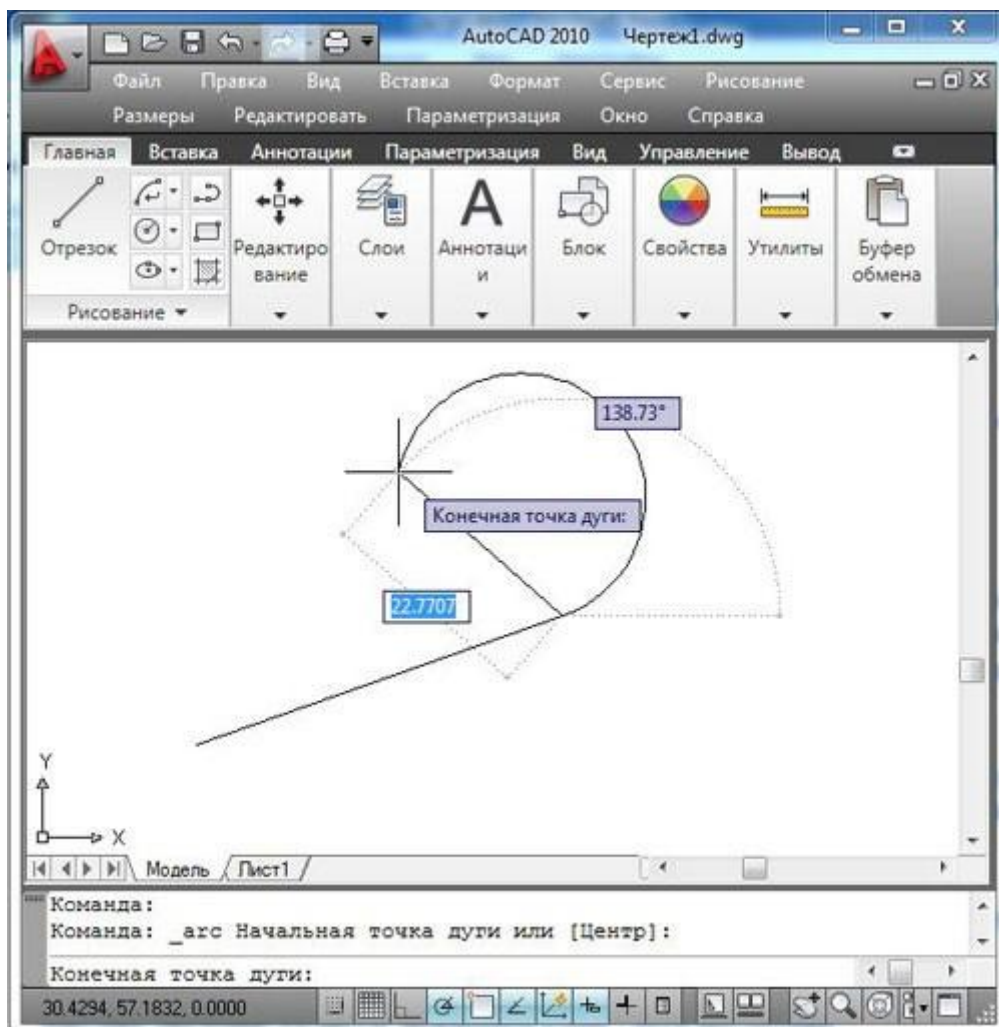 AutoCAD 2010 Чертеж1.dwg
Файл Правка Вид Вставка Формат Сервис Рисование
Размеры Редактировать Параметризация Окно Справка
Главная Вставка Аннотации Параметризация Вид Управление Вывод
Отрезок
Редактиро
вание
Слои
Аннотаци
и
Блок
Свойства
Утилиты
Буфер
обмена
Рисование
138.73°
Конечная точка дуги:
22.7707
Y
X
Модель Лист1
Команда:
Команда: _arc Начальная точка дуги или [Центр]:
Конечная точка дуги:
30.4294, 57.1832, 0.0000